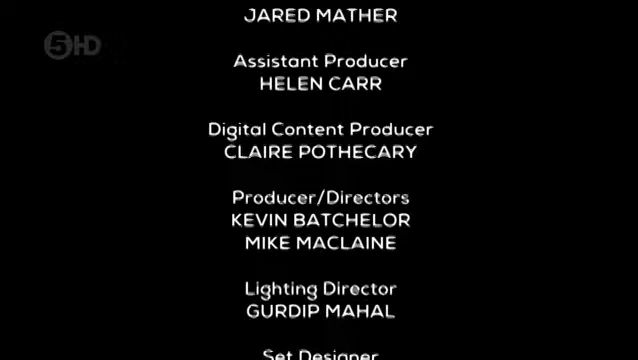 JARED MATHER
5HD
Assistant Producer
HELEN CARR
Digital Content Producer
CLAIRE POTHECARY
Producer/Directors
KEVIN BATCHELOR
MIKE MACLAINE
Lighting Director
GURDIP MAHAL
Set Designer